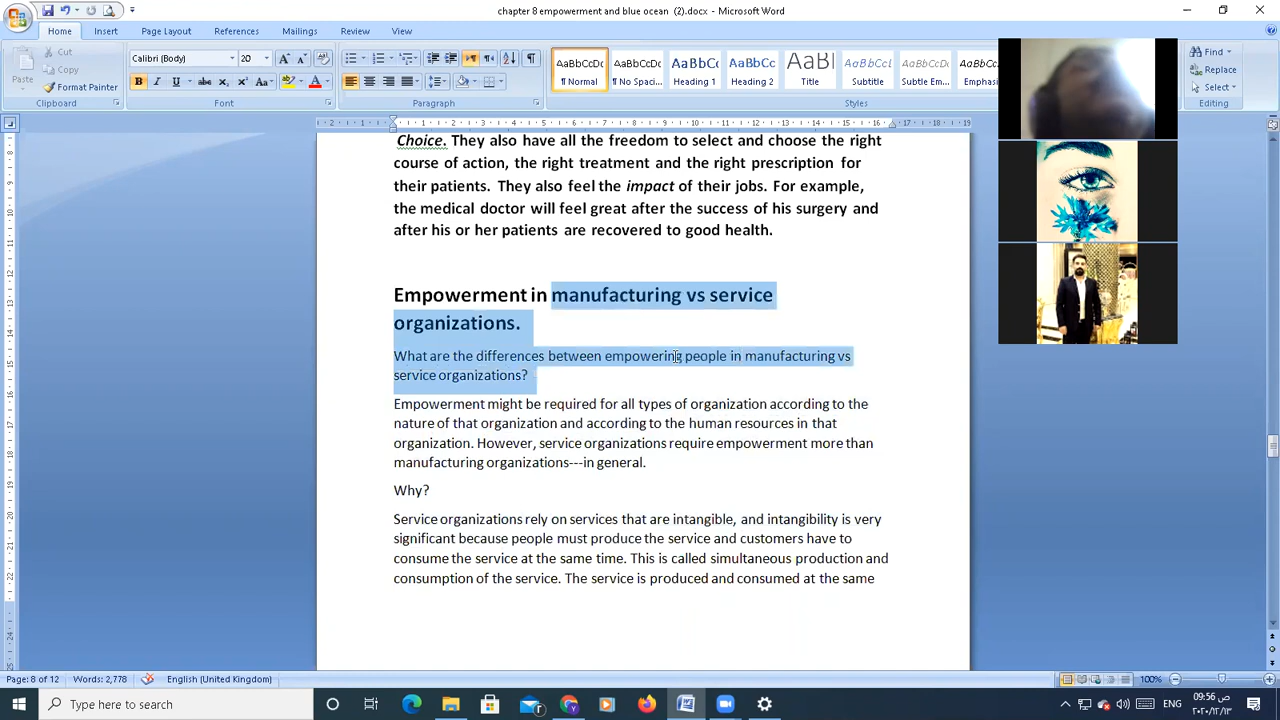 chapter 8 empowerment and blue ocean (2).docx - Microsoft Word
Home Insert Page Layout References Mailings Review View
Cut
Copy
Format Painter
Paste
Clipboard
Calibri (Body) 20
Font
Paragraph
¶ Normal
¶ No Spaci...
Heading 1
Heading 2
Title
Subtitle
Subtle Em...
Emphasi
Styles
Find
Replace
Select
Editing
Choice. They also have all the freedom to select and choose the right
course of action, the right treatment and the right prescription for
their patients. They also feel the impact of their jobs. For example,
the medical doctor will feel great after the success of his surgery and
after his or her patients are recovered to good health.
Empowerment in manufacturing vs service
organizations.
What are the differences between empowering people in manufacturing vs
service organizations?
Empowerment might be required for all types of organization according to the
nature of that organization and according to the human resources in that
organization. However, service organizations require empowerment more than
manufacturing organizations---in general.
Why?
Service organizations rely on services that are intangible, and intangibility is very
significant because people must produce the service and customers have to
consume the service at the same time. This is called simultaneous production and
consumption of the service. The service is produced and consumed at the same
Page: 8 of 12 Words: 2,778 English (United Kingdom) 100%
Type here to search
ENG
09:56 ص